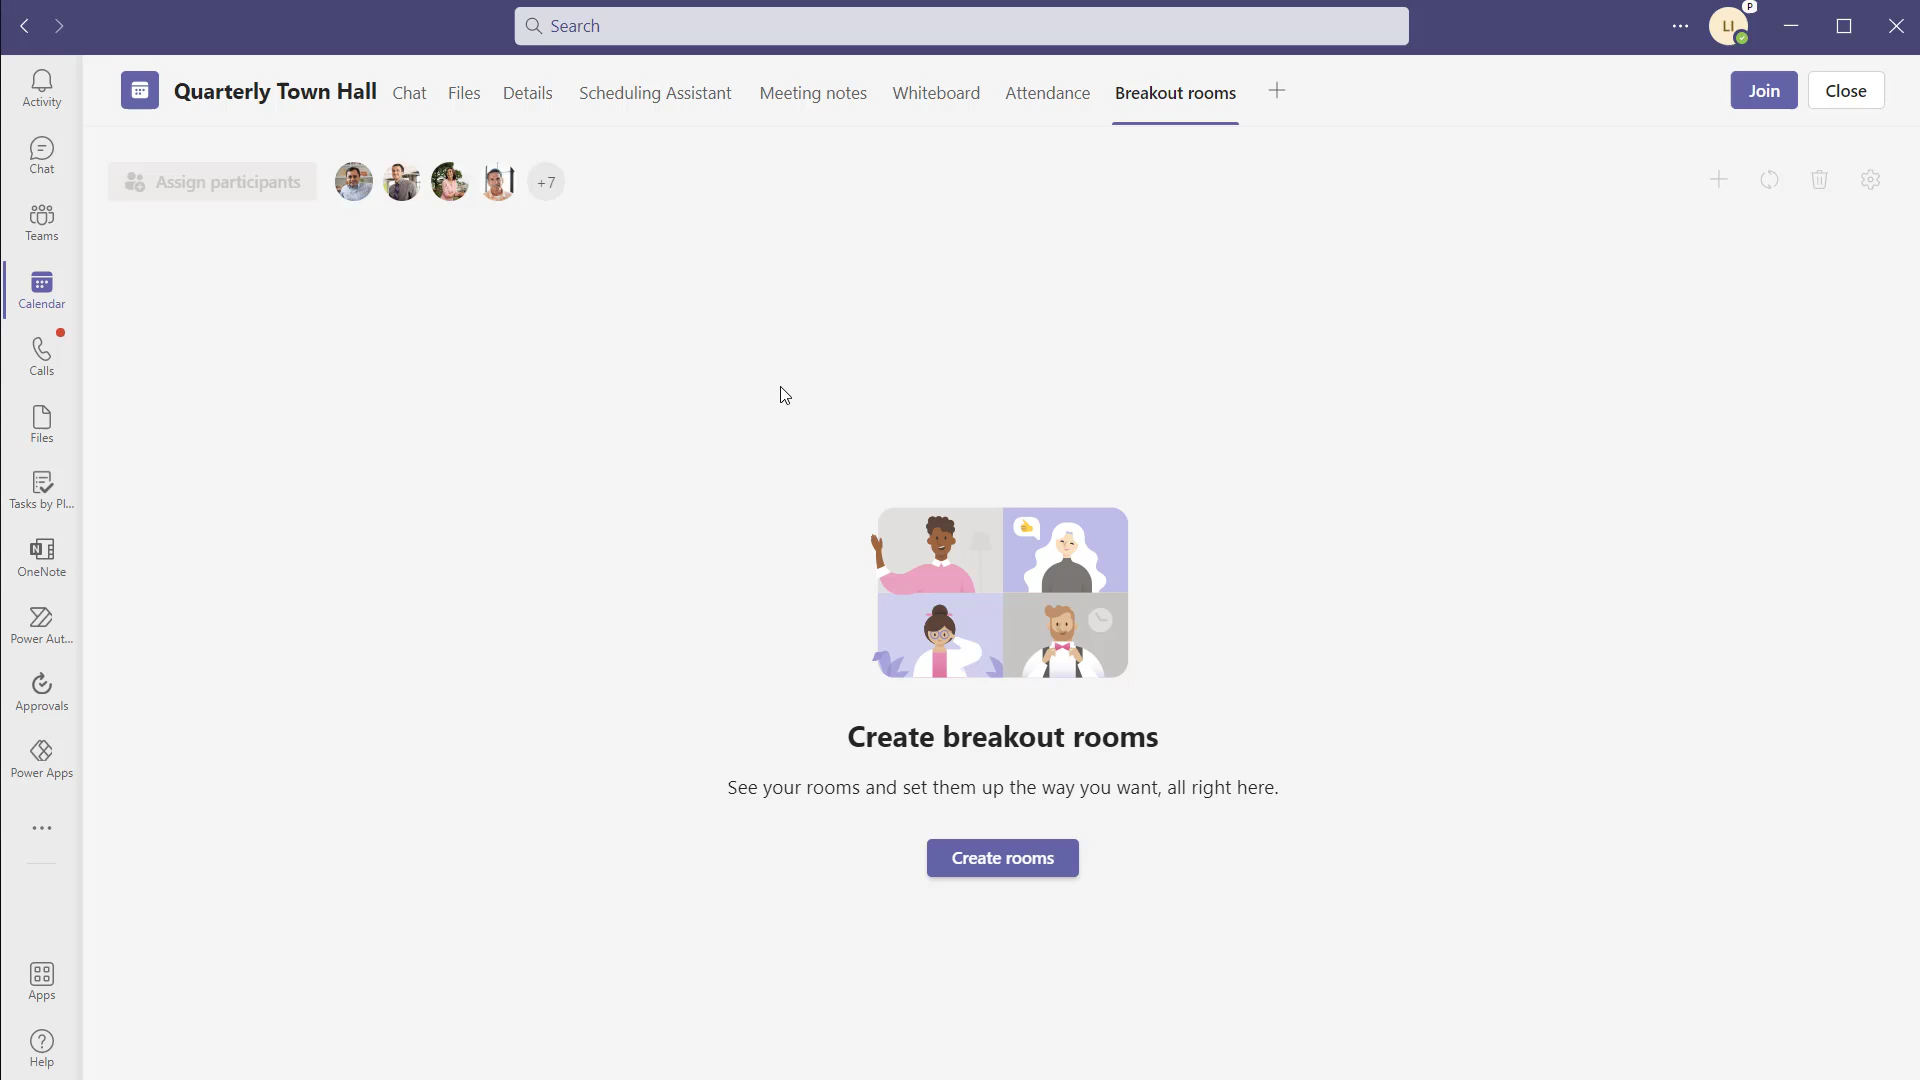 Search
LI
P
Activity
Chat
Teams
Calendar
Calls
Files
Tasks by Pl...
OneNote
Power Aut...
Approvals
Power Apps
Apps
Help
Quarterly Town Hall
Chat
Files
Details
Scheduling Assistant
Meeting notes
Whiteboard
Attendance
Breakout rooms
Join
Close
Assign participants
+7
Create breakout rooms
See your rooms and set them up the way you want, all right here.
Create rooms